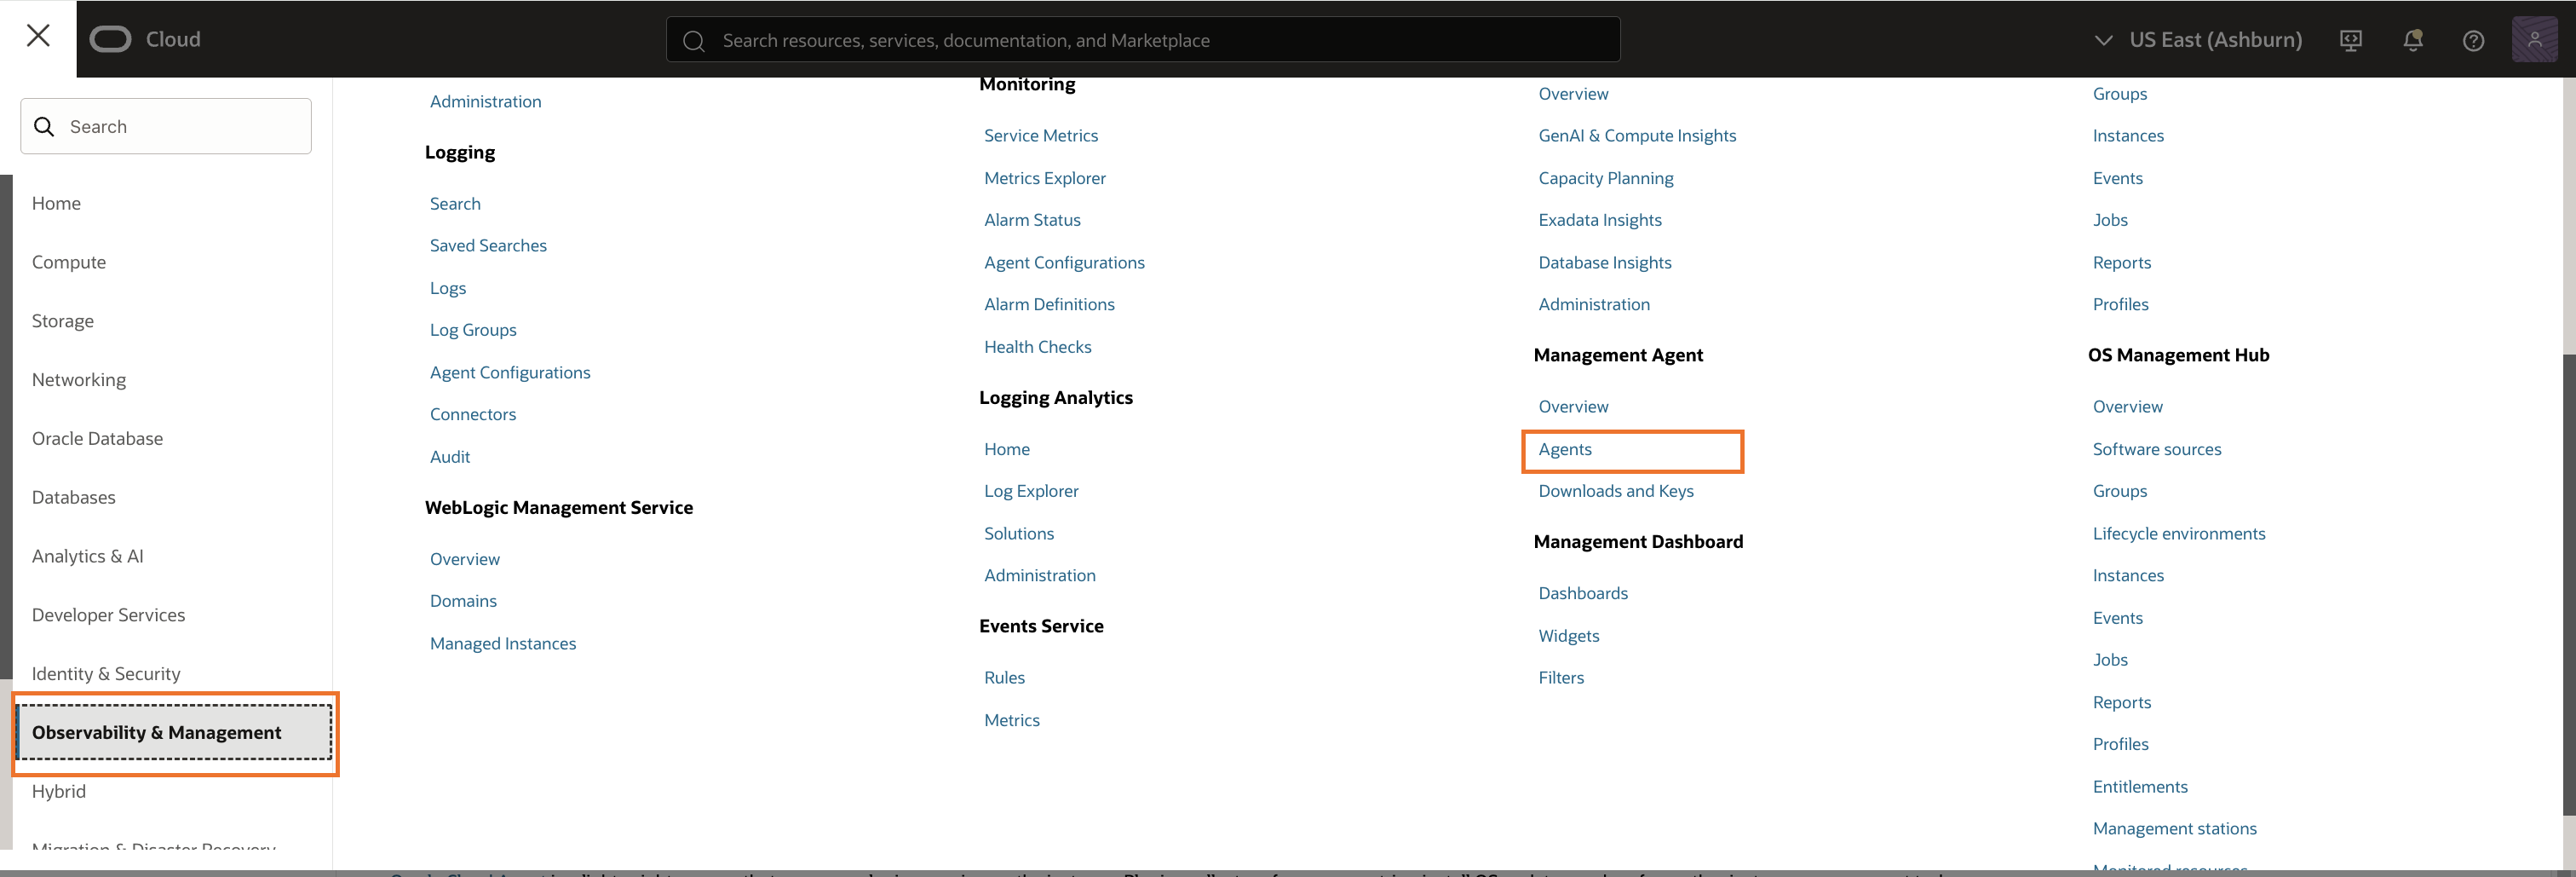 Cloud
Search resources, services, documentation, and Marketplace
US East (Ashburn)
Search
Home
Compute
Storage
Networking
Oracle Database
Databases
Analytics & AI
Developer Services
Identity & Security
Observability & Management
Hybrid
Migration & Disaster Recovery
Administration
Logging
Search
Saved Searches
Logs
Log Groups
Agent Configurations
Connectors
Audit
WebLogic Management Service
Overview
Domains
Managed Instances
Monitoring
Service Metrics
Metrics Explorer
Alarm Status
Agent Configurations
Alarm Definitions
Health Checks
Logging Analytics
Home
Log Explorer
Solutions
Administration
Events Service
Rules
Metrics
Overview
GenAI & Compute Insights
Capacity Planning
Exadata Insights
Database Insights
Administration
Management Agent
Overview
Agents
Downloads and Keys
Management Dashboard
Dashboards
Widgets
Filters
Groups
Instances
Events
Jobs
Reports
Profiles
OS Management Hub
Overview
Software sources
Groups
Lifecycle environments
Instances
Events
Jobs
Reports
Profiles
Entitlements
Management stations
Monitored resources